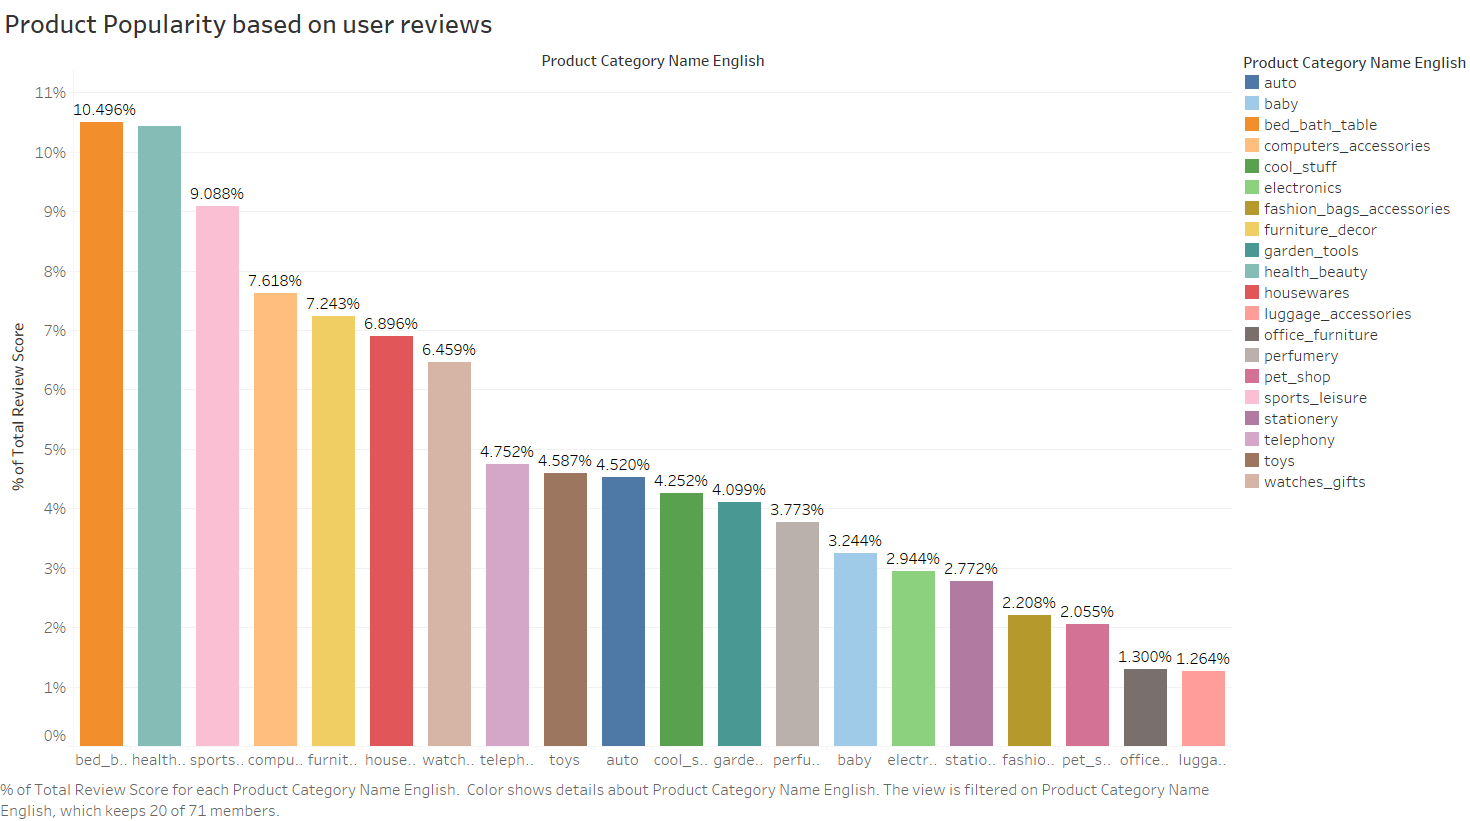 Product Popularity based on user reviews
Product Category Name English
% of Total Review Score
11%
10%
9%
8%
7%
6%
5%
4%
3%
2%
1%
0%
10.496%
9.088%
7.618%
7.243%
6.896%
6.459%
4.752%
4.587%
4.520%
4.252%
4.099%
3.773%
3.244%
2.944%
2.772%
2.208%
2.055%
1.300%
1.264%
bed_b.. health.. sports.. compu.. furnit.. house.. watch.. teleph.. toys auto cool_s.. garde.. perfu.. baby electr.. statio.. fashio.. pet_s.. office.. lugga..
Product Category Name English
auto
baby
bed_bath_table
computers_accessories
cool_stuff
electronics
fashion_bags_accessories
furniture_decor
garden_tools
health_beauty
housewares
luggage_accessories
office_furniture
perfumery
pet_shop
sports_leisure
stationery
telephony
toys
watches_gifts
% of Total Review Score for each Product Category Name English.  Color shows details about Product Category Name English. The view is filtered on Product Category Name
English, which keeps 20 of 71 members.